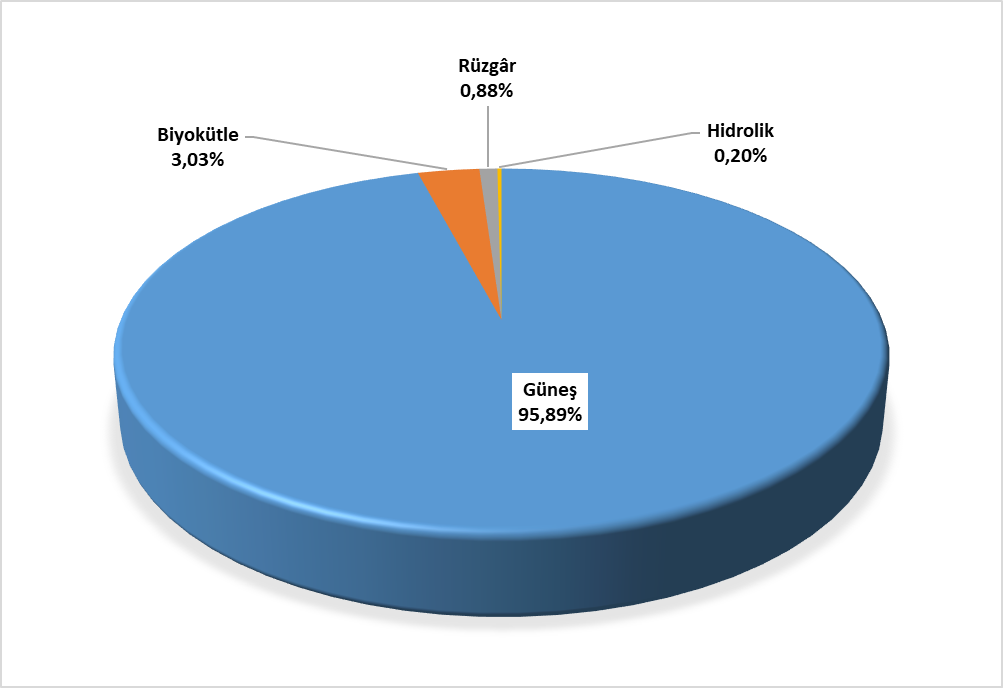 Rüzgâr
0,88%
Biyokütle
3,03%
Hidrolik
0,20%
Güneş
95,89%